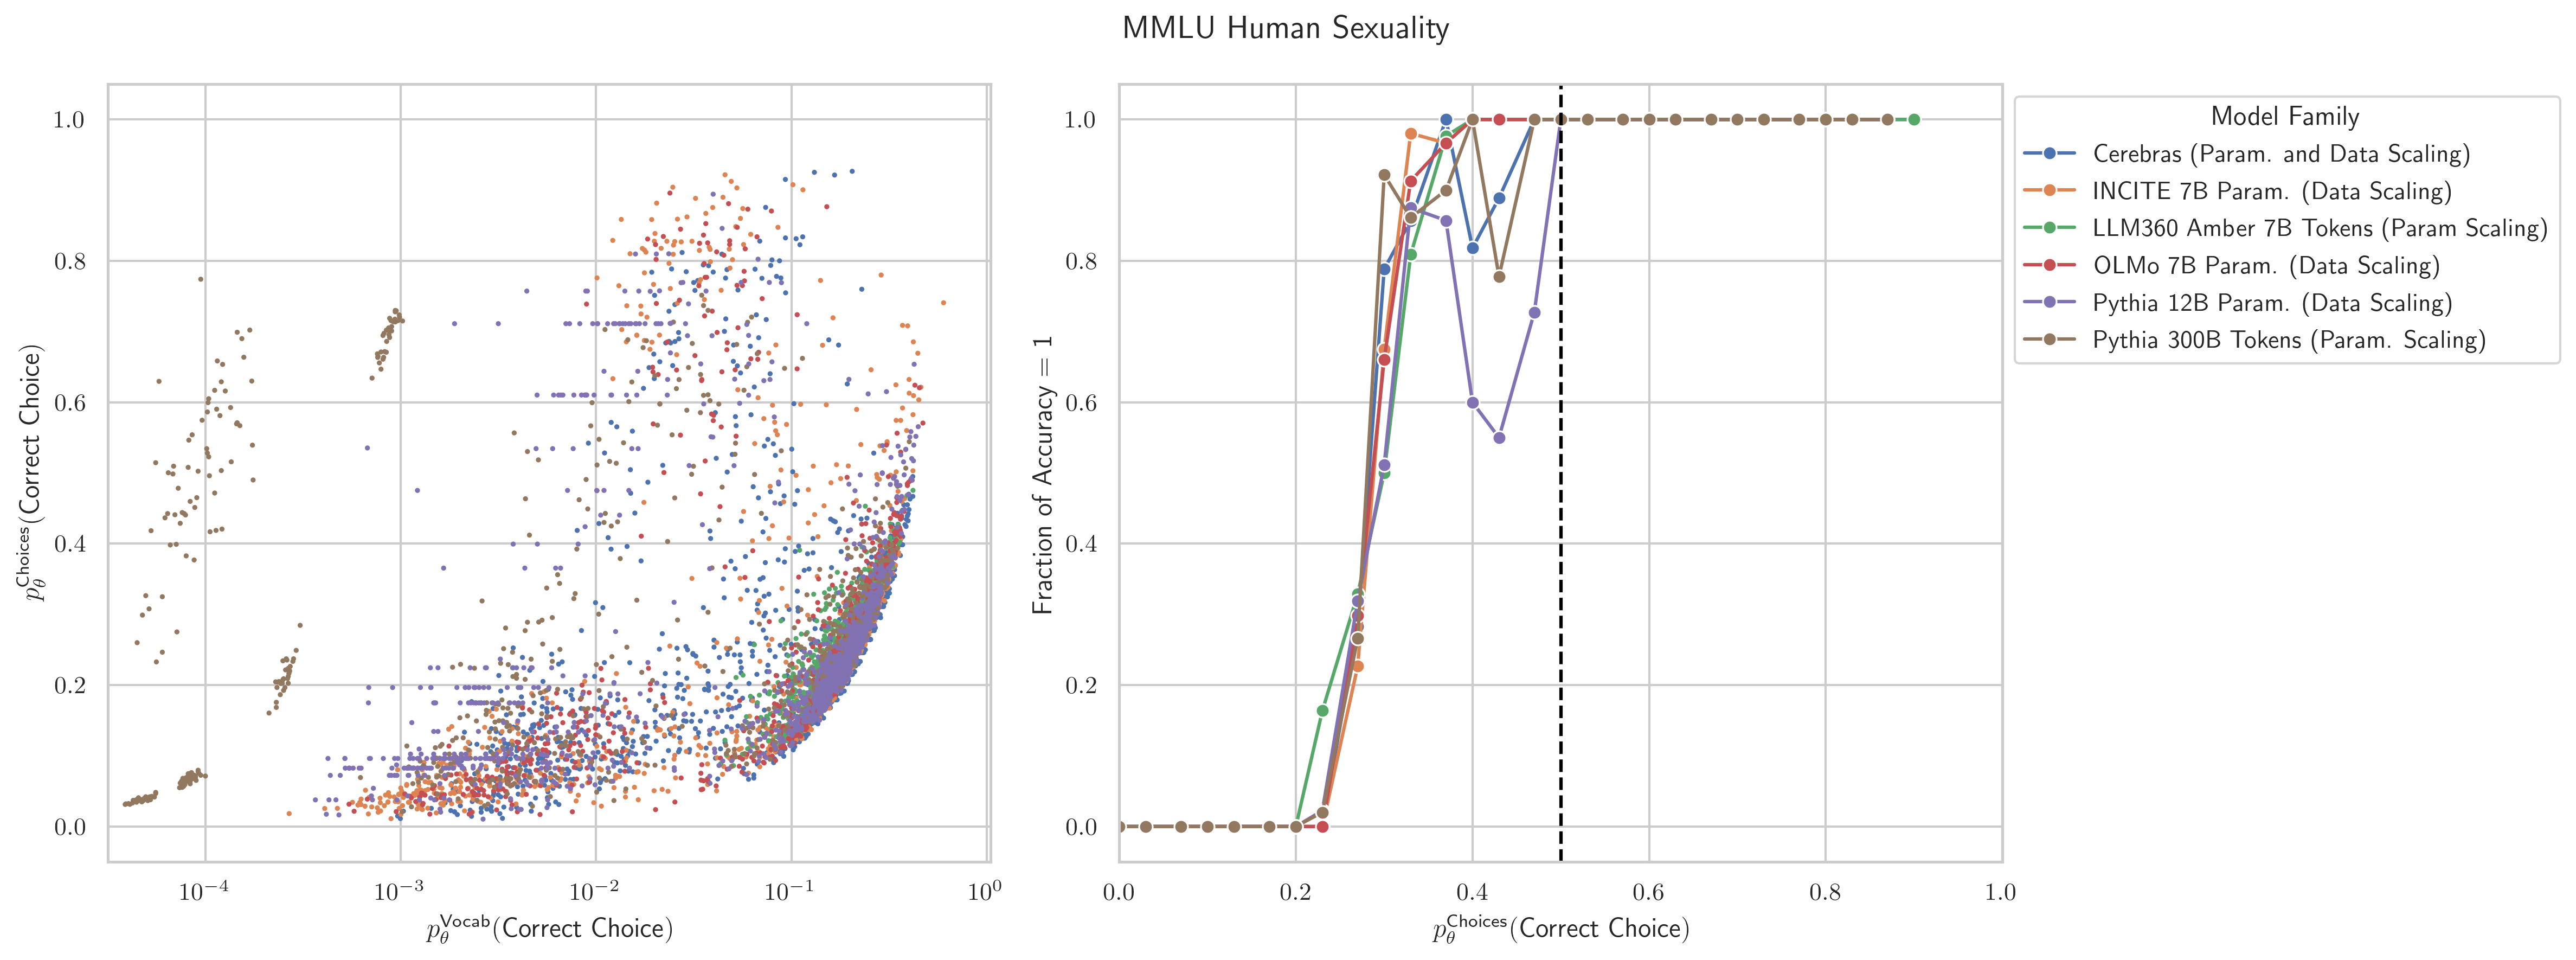 MMLU Human Sexuality
1.0
0.8
0.6
0.4
0.2
0.0
p_θ^Choices(Correct Choice)
10⁻⁴ 10⁻³ 10⁻² 10⁻¹ 10⁰
p_θ^Vocab(Correct Choice)
1.0
0.8
0.6
0.4
0.2
0.0
Fraction of Accuracy = 1
0.0 0.2 0.4 0.6 0.8 1.0
p_θ^Choices(Correct Choice)
Model Family
Cerebras (Param. and Data Scaling)
INCITE 7B Param. (Data Scaling)
LLM360 Amber 7B Tokens (Param Scaling)
OLMo 7B Param. (Data Scaling)
Pythia 12B Param. (Data Scaling)
Pythia 300B Tokens (Param. Scaling)